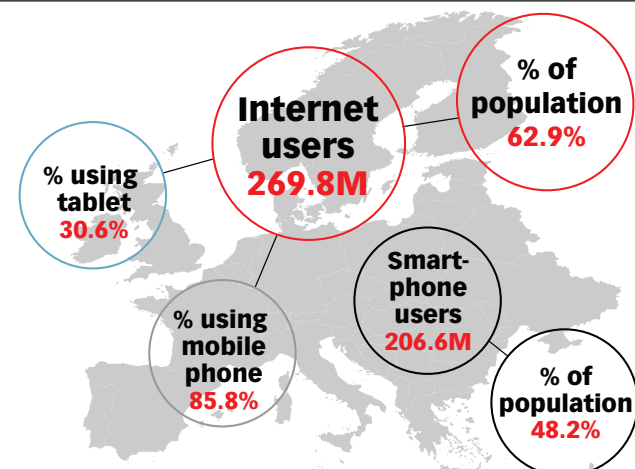 Internet
users
269.8M
% of
population
62.9%
% using
tablet
30.6%
% using
mobile
phone
85.8%
Smart-
phone
users
206.6M
% of
population
48.2%